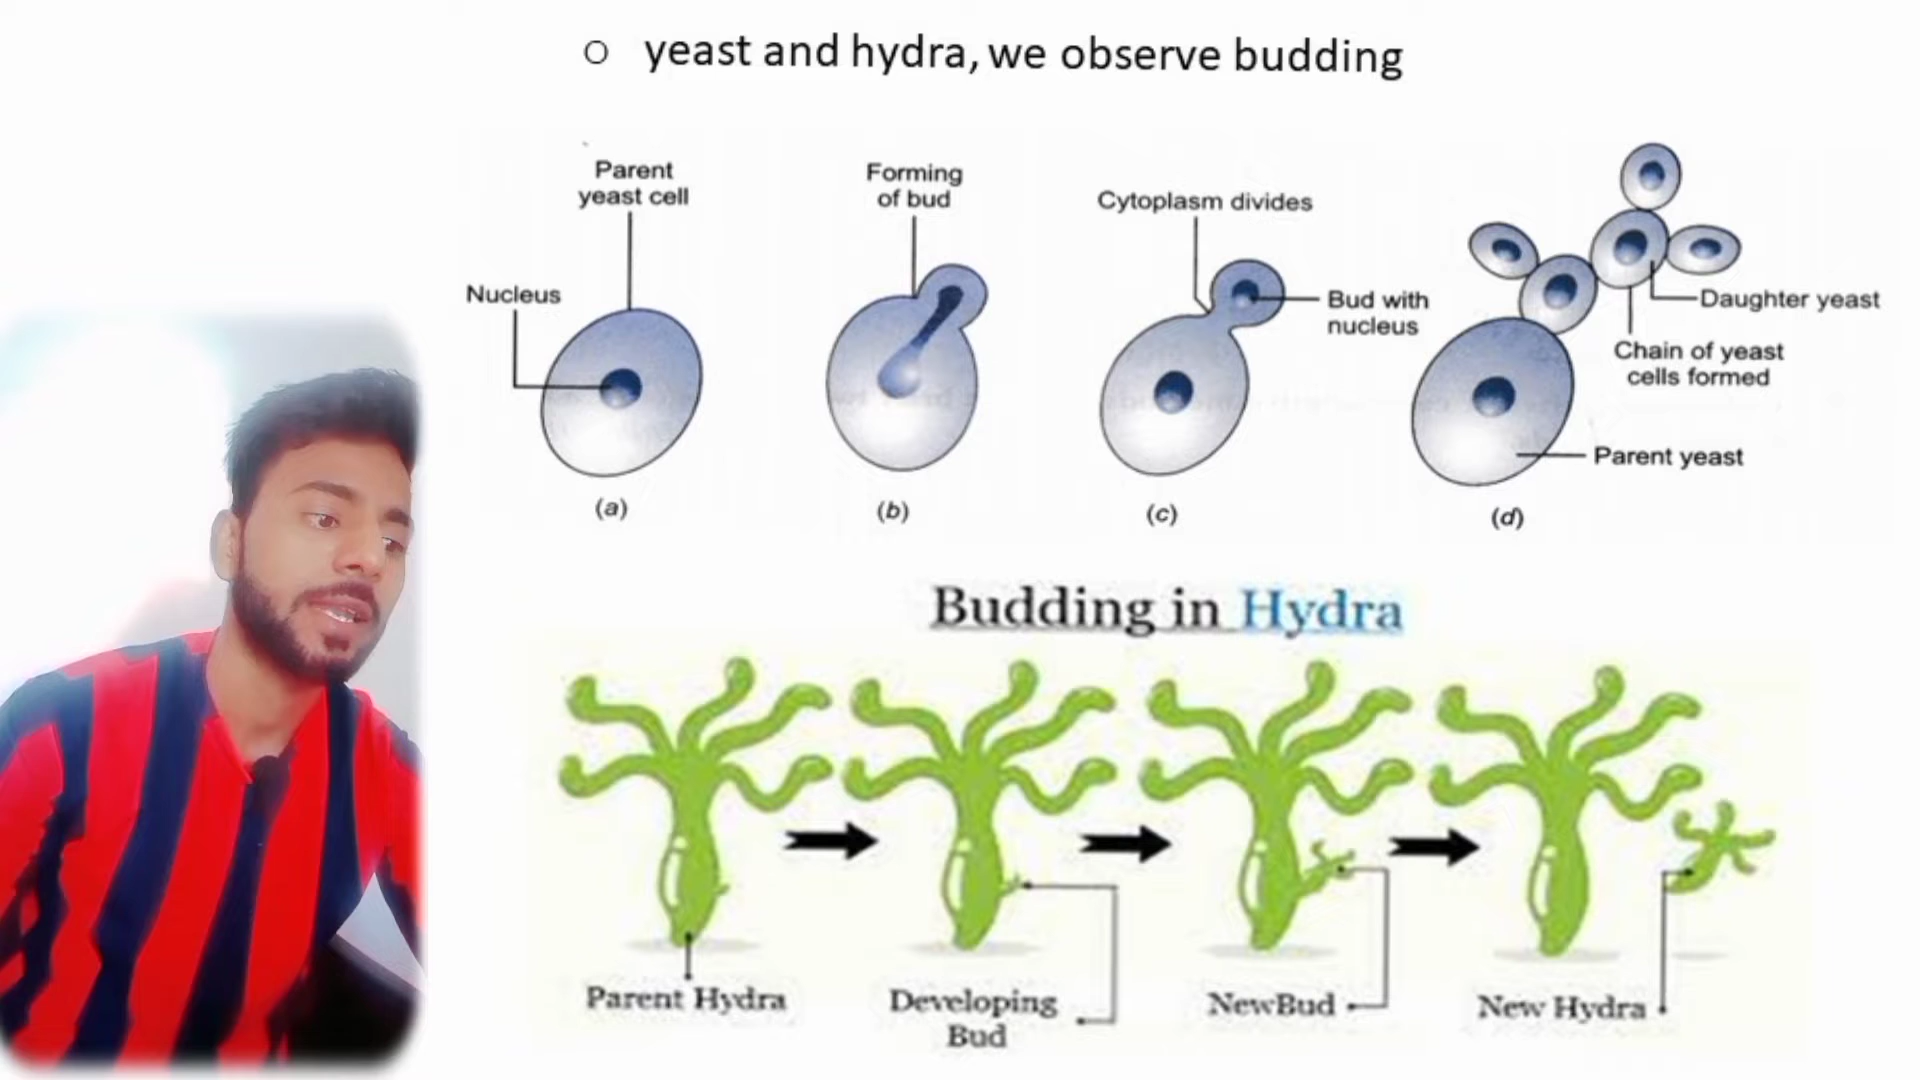 ○ yeast and hydra, we observe budding
Parent
yeast cell
Nucleus
(a)
Forming
of bud
(b)
Cytoplasm divides
Bud with
nucleus
(c)
Daughter yeast
Chain of yeast
cells formed
Parent yeast
(d)
Budding in Hydra
Parent Hydra
Developing
Bud
NewBud
New Hydra